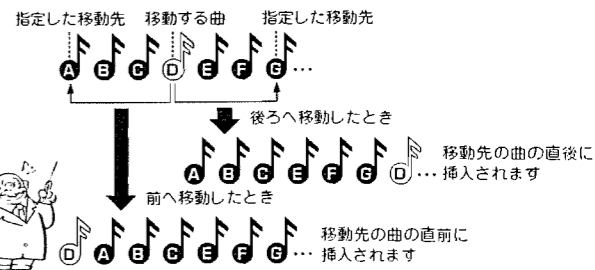 指定した移動先 移動する曲 指定した移動先
A B C D E F G …
後ろへ移動したとき
A B C E F G D …
移動先の曲の直後に
挿入されます
前へ移動したとき
D A B C E F G …
移動先の曲の直前に
挿入されます